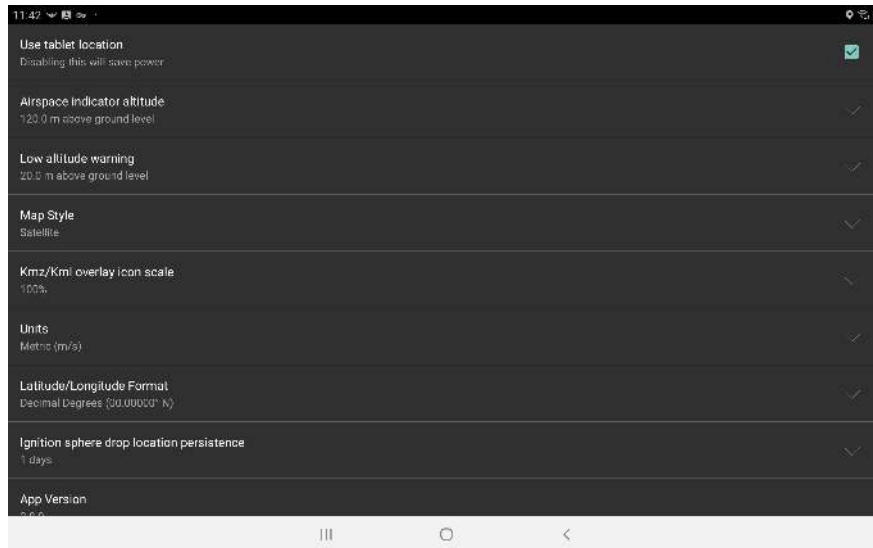 11:42
Use tablet location
Disabling this will save power
Airspace indicator altitude
120.0 m above ground level
Low altitude warning
20.0 m above ground level
Map Style
Satellite
Kmz/Kml overlay icon scale
100%
Units
Metric (m/s)
Latitude/Longitude Format
Decimal Degrees (00.00000° N)
Ignition sphere drop location persistence
1 days
App Version